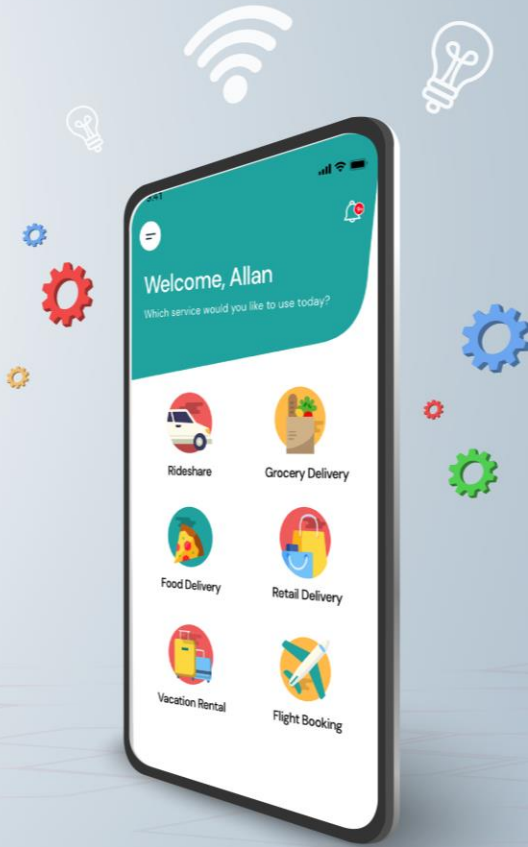 Welcome, Allan
Which service would you like to use today?
Rideshare
Grocery Delivery
Food Delivery
Retail Delivery
Vacation Rental
Flight Booking